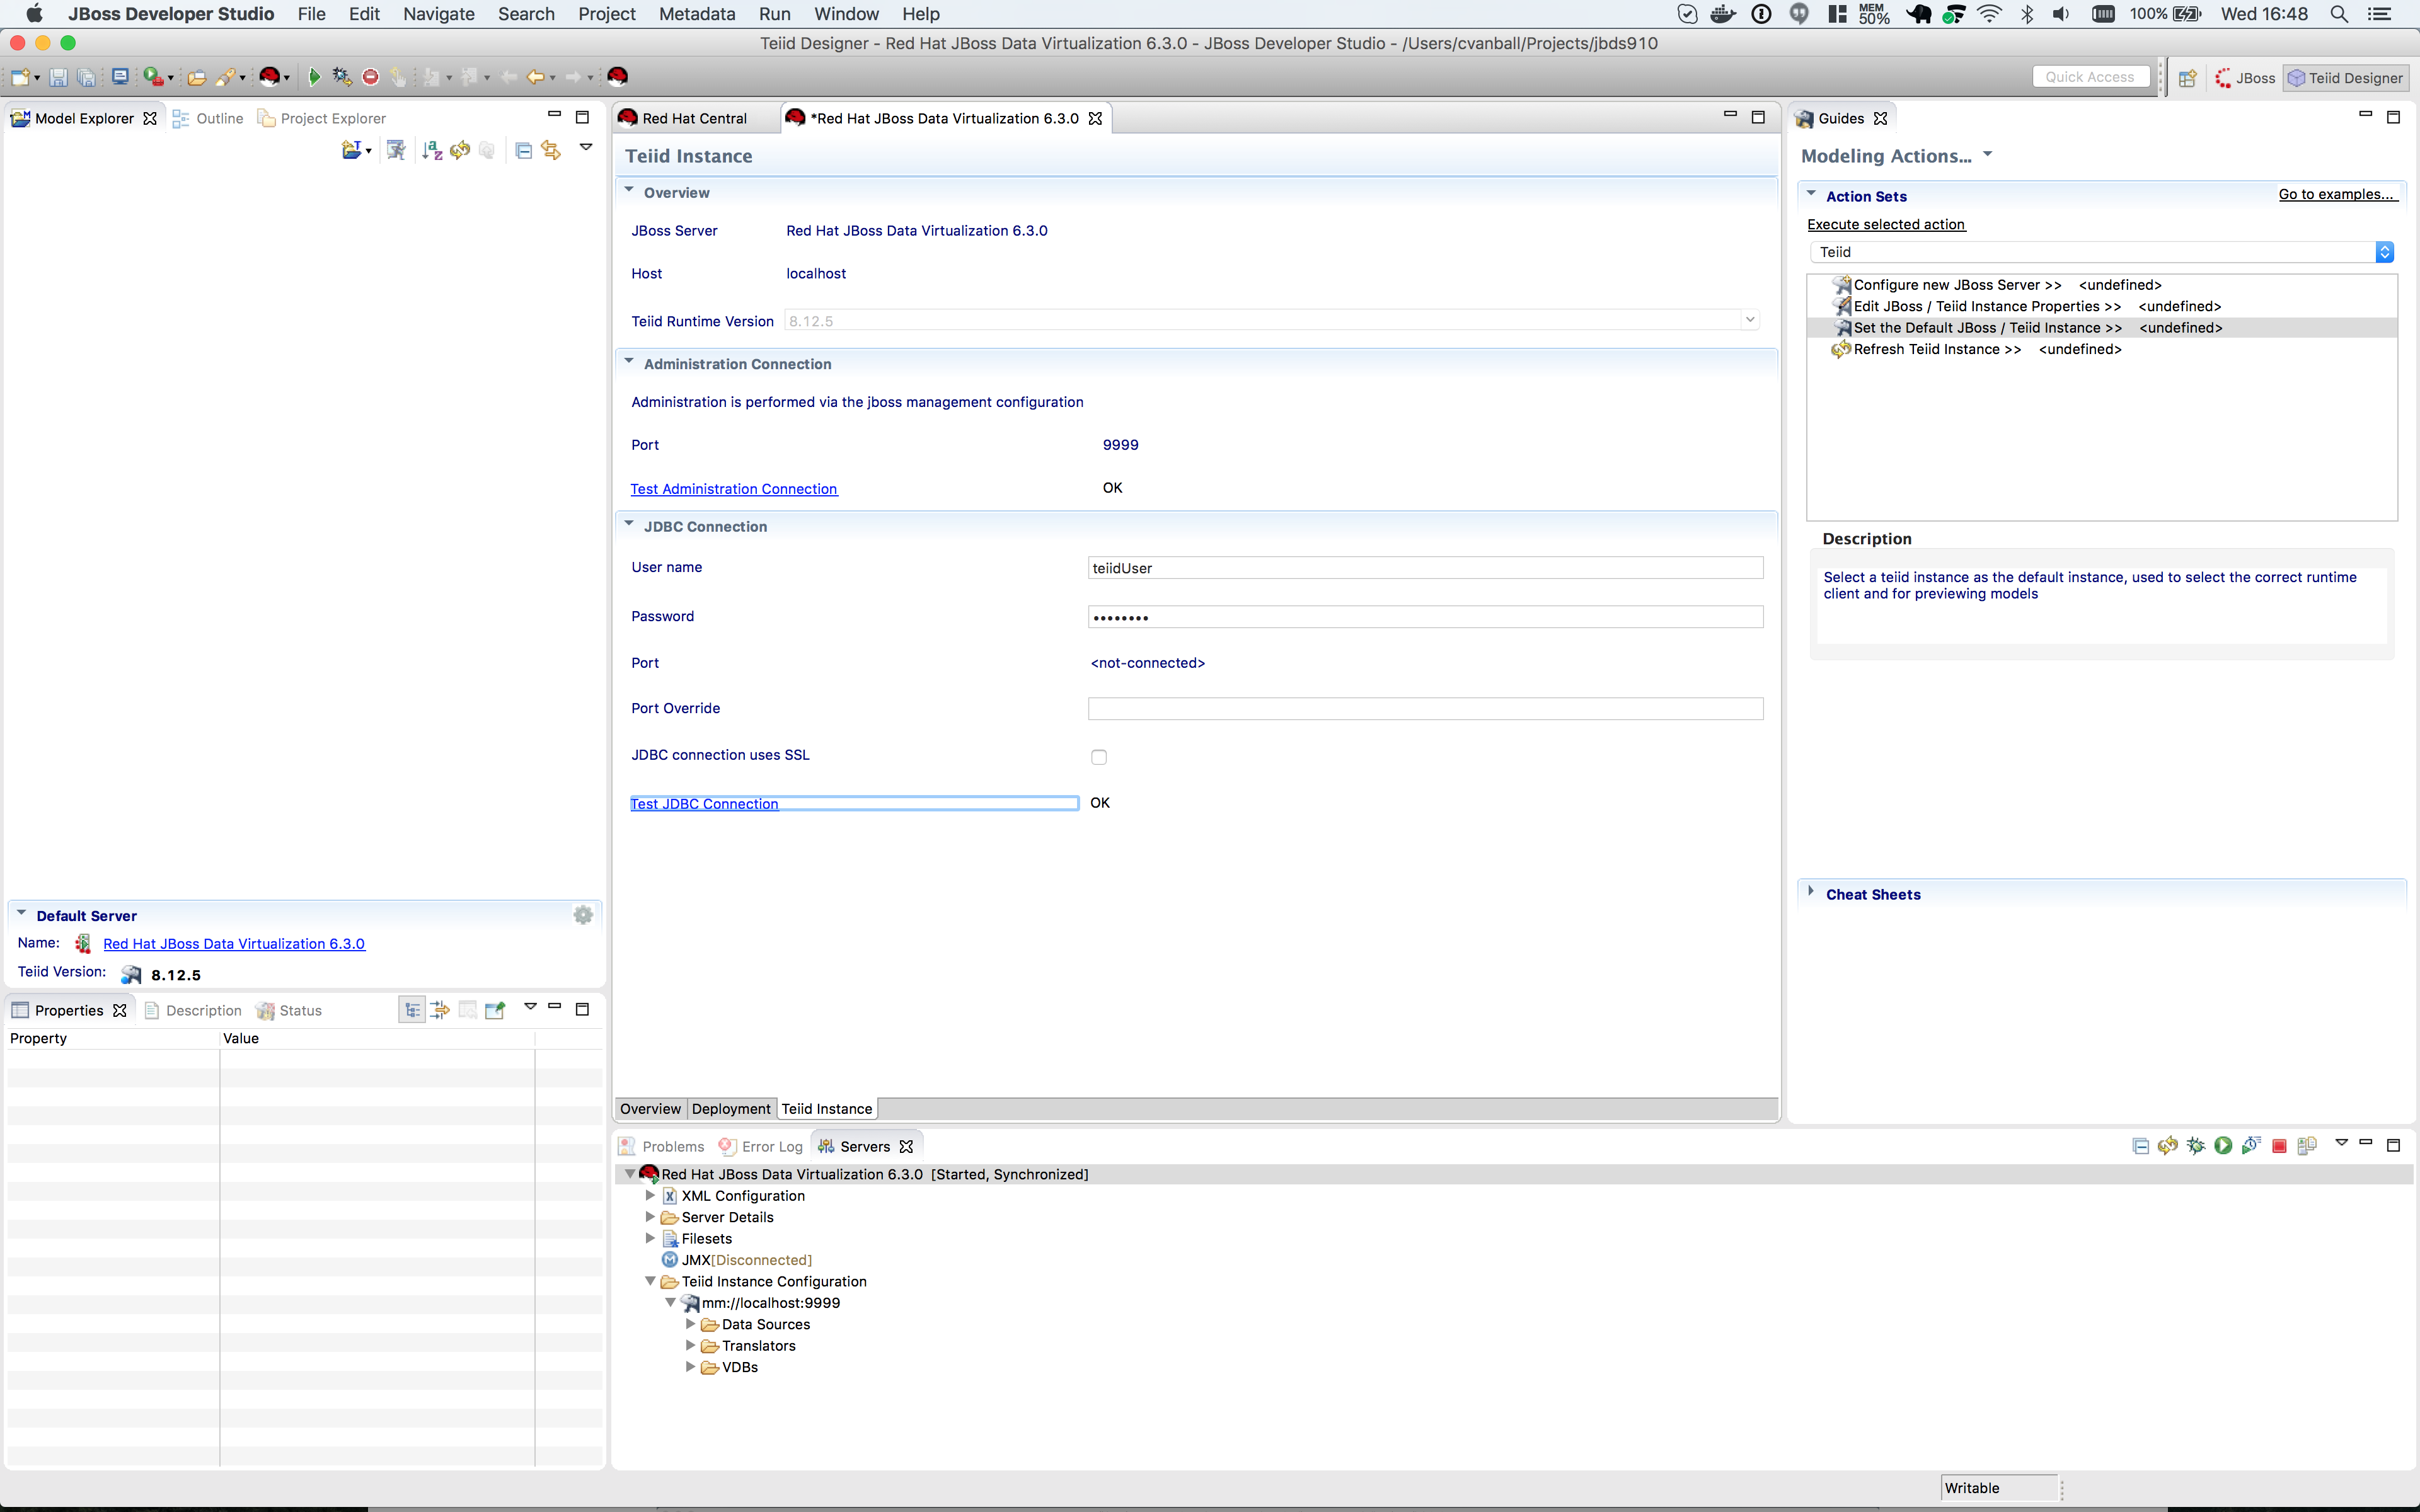 JBoss Developer Studio File Edit Navigate Search Project Metadata Run Window Help MEM 50% 100% Wed 16:48
Teiid Designer - Red Hat JBoss Data Virtualization 6.3.0 - JBoss Developer Studio - /Users/cvanball/Projects/jbds910
Quick Access JBoss Teiid Designer
Model Explorer Outline Project Explorer
Default Server
Name: Red Hat JBoss Data Virtualization 6.3.0
Teiid Version: 8.12.5
Properties Description Status
Property Value
Red Hat Central *Red Hat JBoss Data Virtualization 6.3.0
Teiid Instance
Overview
JBoss Server Red Hat JBoss Data Virtualization 6.3.0
Host localhost
Teiid Runtime Version 8.12.5
Administration Connection
Administration is performed via the jboss management configuration
Port 9999
Test Administration Connection OK
JDBC Connection
User name teiidUser
Password ••••••••
Port <not-connected>
Port Override
JDBC connection uses SSL
Test JDBC Connection OK
Overview Deployment Teiid Instance
Guides
Modeling Actions...
Action Sets Go to examples...
Execute selected action
Teiid
Configure new JBoss Server >> <undefined>
Edit JBoss / Teiid Instance Properties >> <undefined>
Set the Default JBoss / Teiid Instance >> <undefined>
Refresh Teiid Instance >> <undefined>
Description
Select a teiid instance as the default instance, used to select the correct runtime
client and for previewing models
Cheat Sheets
Problems Error Log Servers
Red Hat JBoss Data Virtualization 6.3.0 [Started, Synchronized]
XML Configuration
Server Details
Filesets
JMX[Disconnected]
Teiid Instance Configuration
mm://localhost:9999
Data Sources
Translators
VDBs
Writable